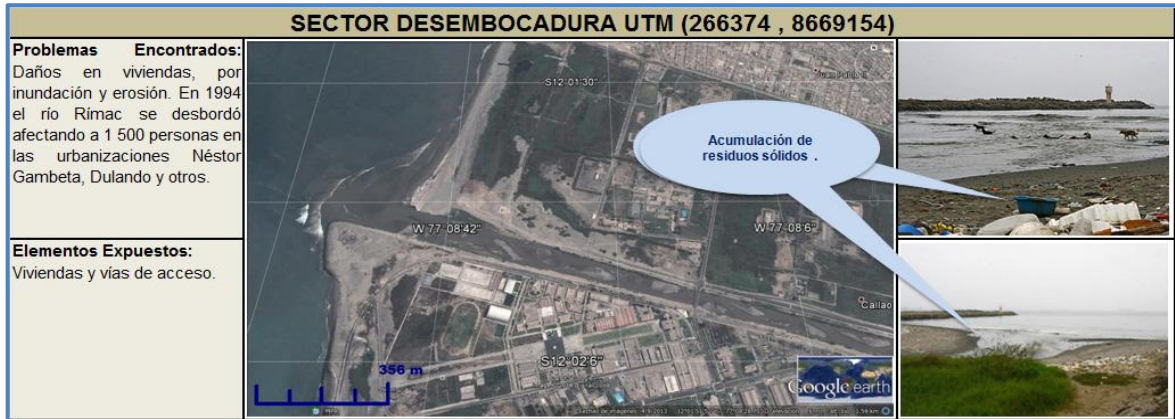 SECTOR DESEMBOCADURA UTM (266374 , 8669154)
Problemas Encontrados:
Daños en viviendas, por
inundación y erosión. En 1994
el río Rímac se desbordó
afectando a 1 500 personas en
las urbanizaciones Néstor
Gambeta, Dulando y otros.
Elementos Expuestos:
Viviendas y vías de acceso.
Juan Pablo II
S12-01'30"
Acumulación de
residuos sólidos .
W 77-08'42"
W 77-08'6"
Callao
S12-02'6"
356 m
Google earth